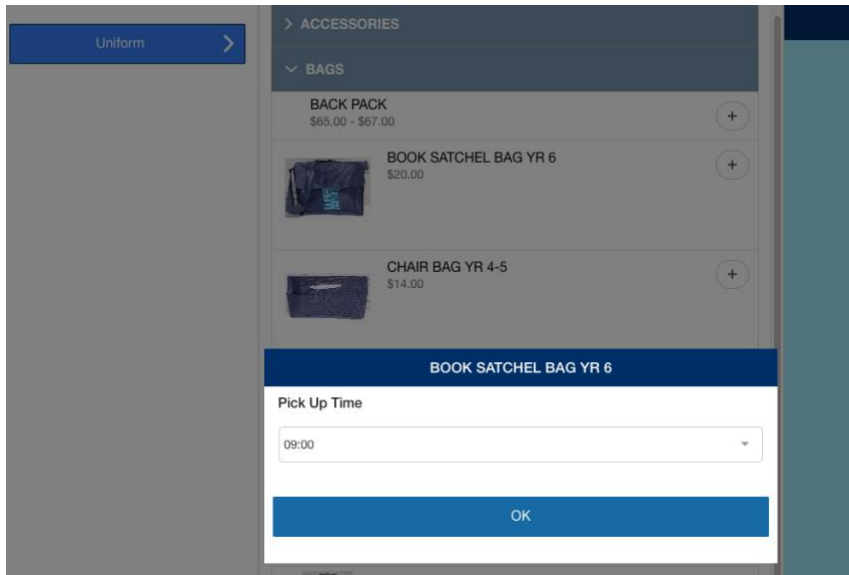 Uniform
ACCESSORIES
BAGS
BACK PACK
$65.00 - $67.00
BOOK SATCHEL BAG YR 6
$20.00
CHAIR BAG YR 4-5
$14.00
BOOK SATCHEL BAG YR 6
Pick Up Time
09:00
OK